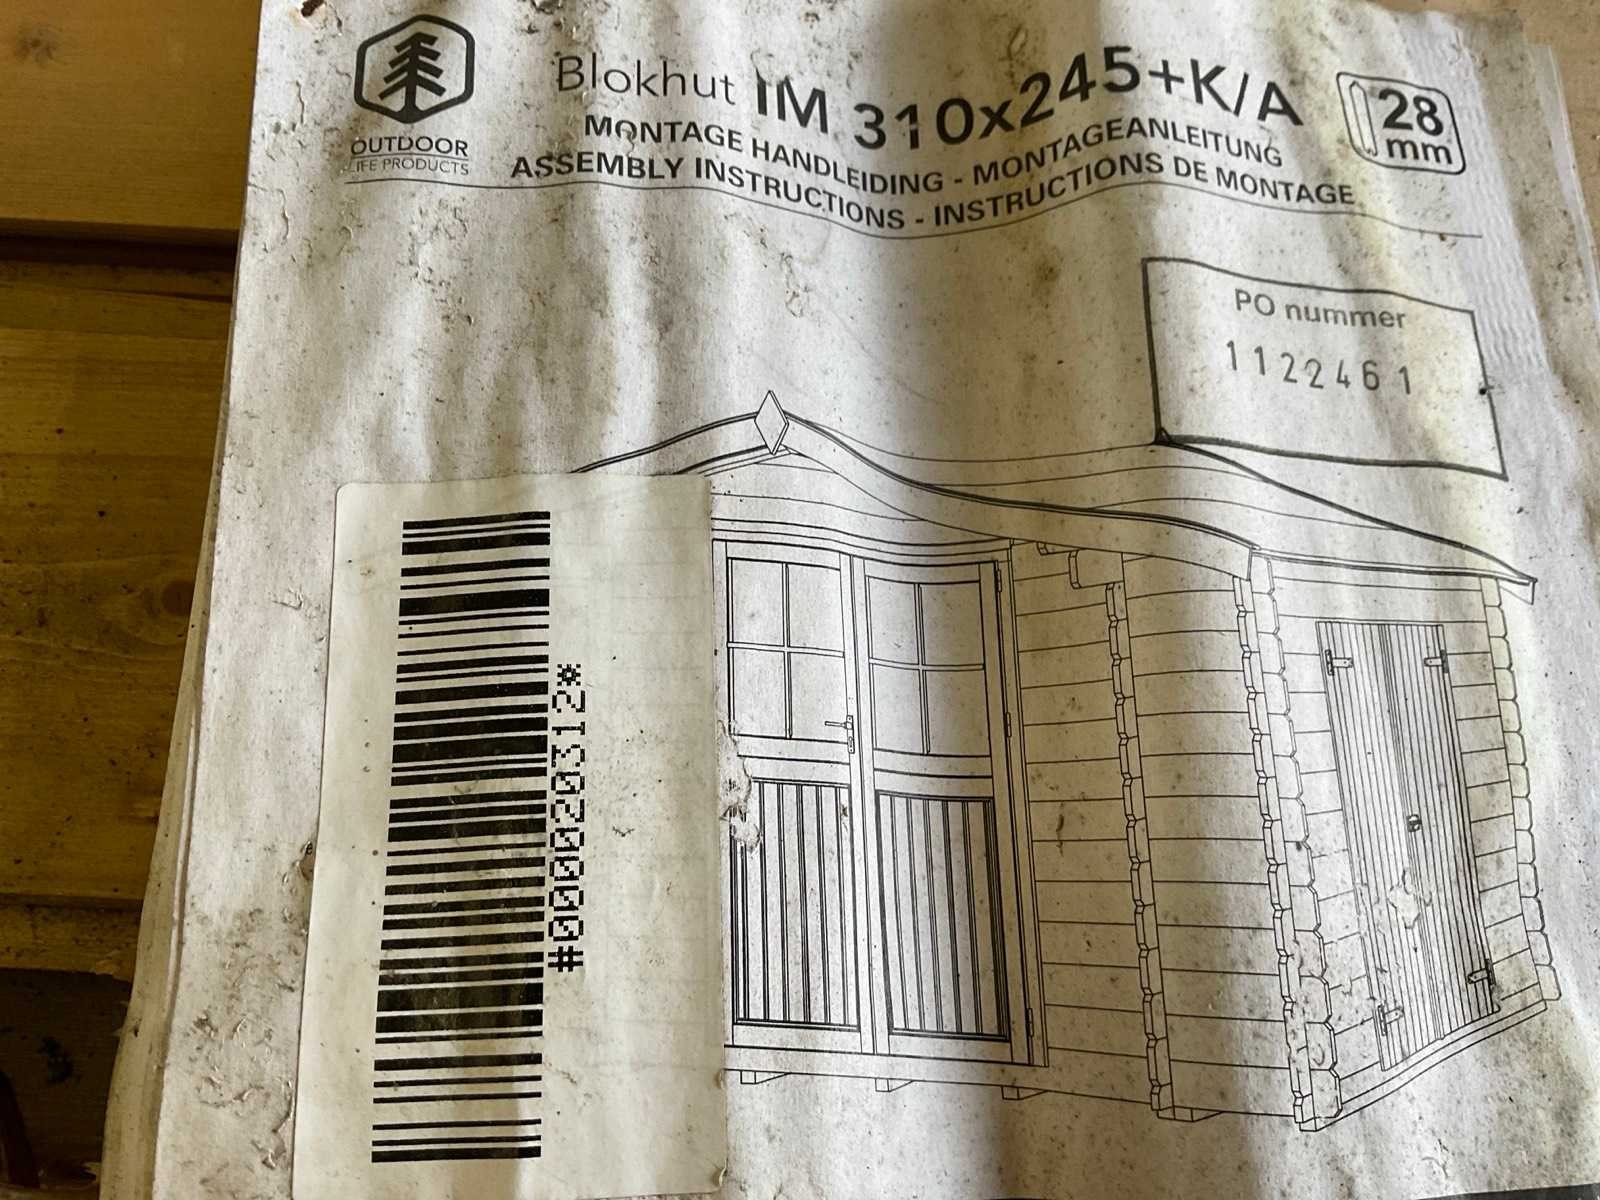 OUTDOOR
LIFE PRODUCTS
Blokhut IM 310x245+K/A
28
mm
MONTAGE HANDLEIDING - MONTAGEANLEITUNG
ASSEMBLY INSTRUCTIONS - INSTRUCTIONS DE MONTAGE
PO nummer
1122461
#000020312*